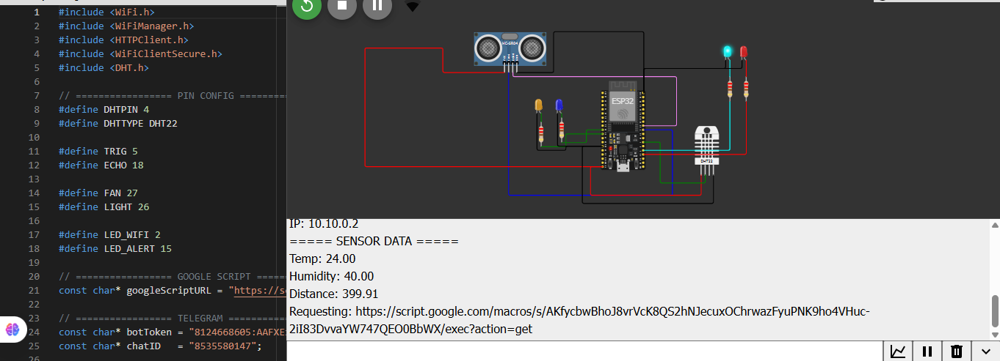 1 #include <WiFi.h>
2 #include <WiFiManager.h>
3 #include <HTTPClient.h>
4 #include <WiFiClientSecure.h>
5 #include <DHT.h>
6
7 // ================= PIN CONFIG =========
8 #define DHTPIN 4
9 #define DHTTYPE DHT22
10
11 #define TRIG 5
12 #define ECHO 18
13
14 #define FAN 27
15 #define LIGHT 26
16
17 #define LED_WIFI 2
18 #define LED_ALERT 15
19
20 // ================= GOOGLE SCRIPT =====
21 const char* googleScriptURL = "https://s
22
23 // ================= TELEGRAM ==========
24 const char* botToken = "8124668605:AAFXE
25 const char* chatID = "8535580147";
26
HC-SR04
ESP32
DHT22
IP: 10.10.0.2
===== SENSOR DATA =====
Temp: 24.00
Humidity: 40.00
Distance: 399.91
Requesting: https://script.google.com/macros/s/AKfycbwBhoJ8vrVcK8QS2hNJecuxOChrwazFyuPNK9ho4VHuc-
2iI83DvvaYW747QEO0BbWX/exec?action=get